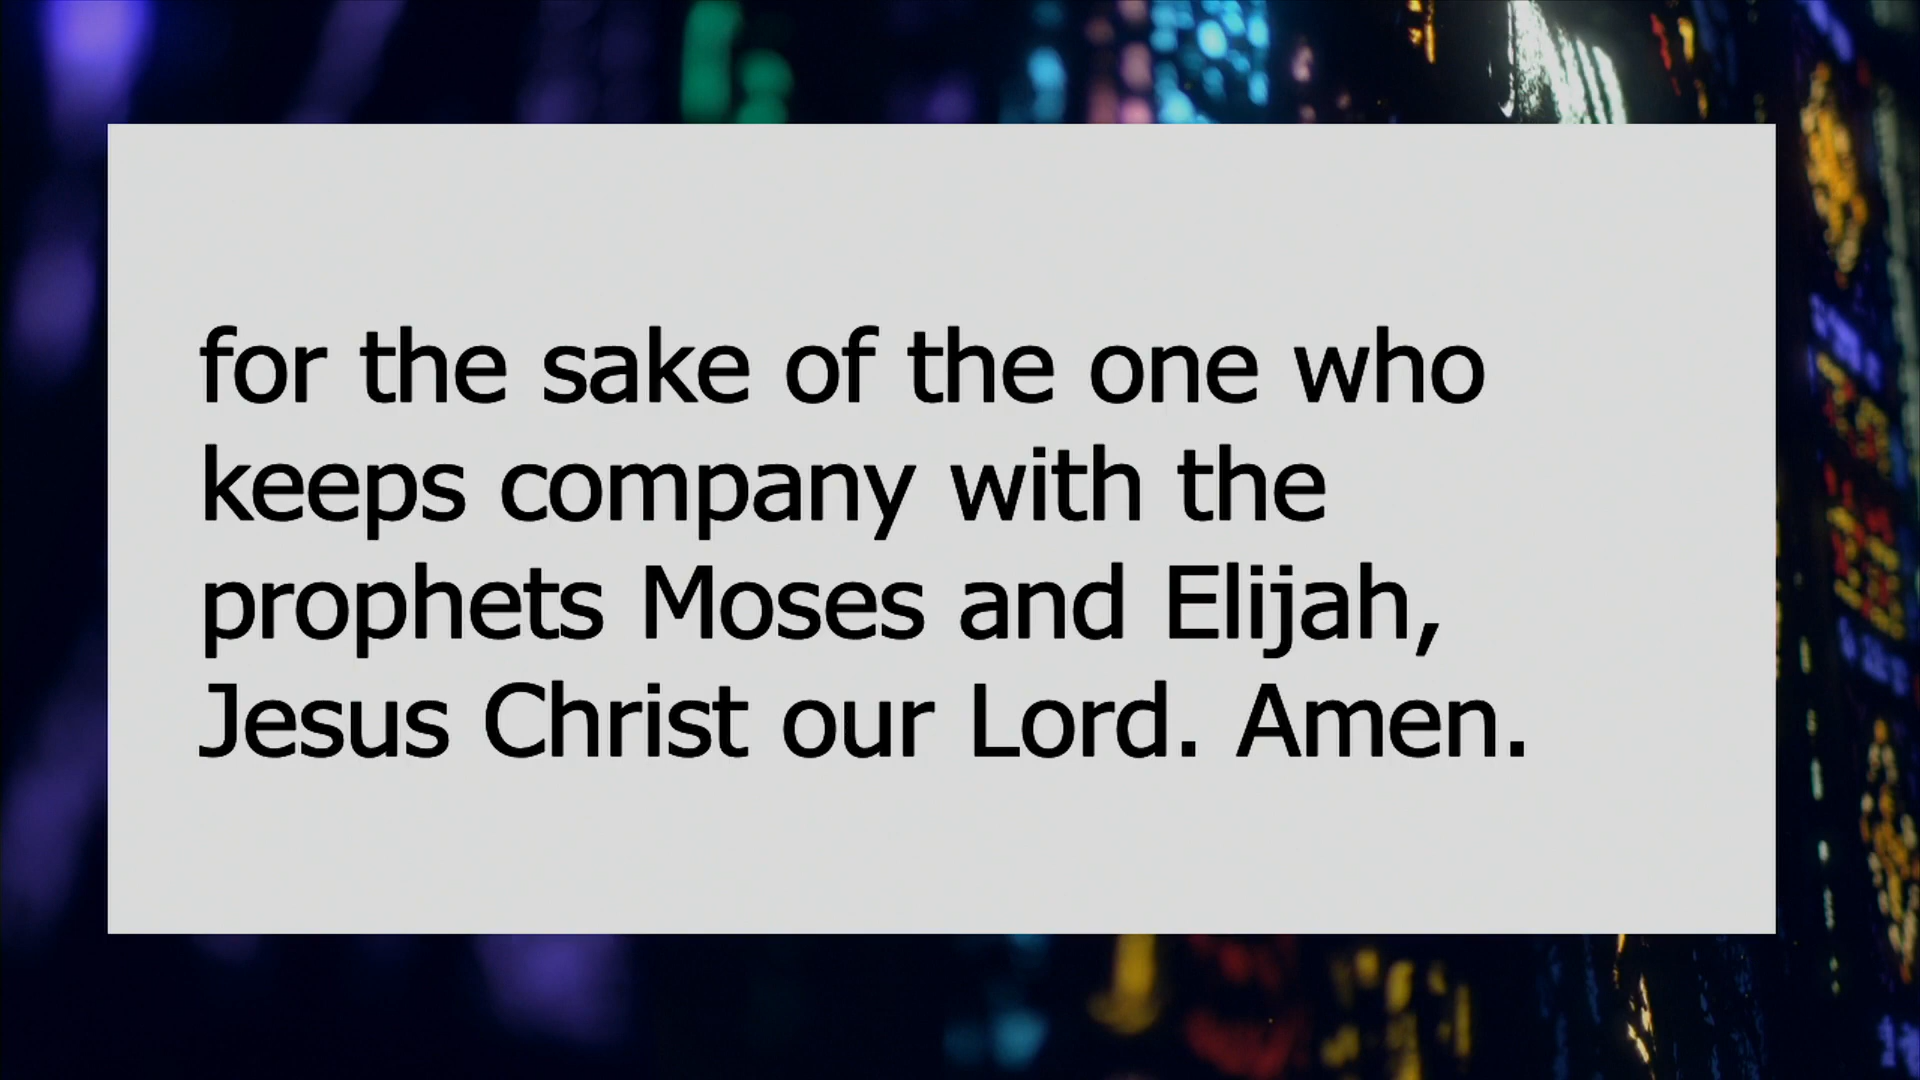 for the sake of the one who
keeps company with the
prophets Moses and Elijah,
Jesus Christ our Lord. Amen.